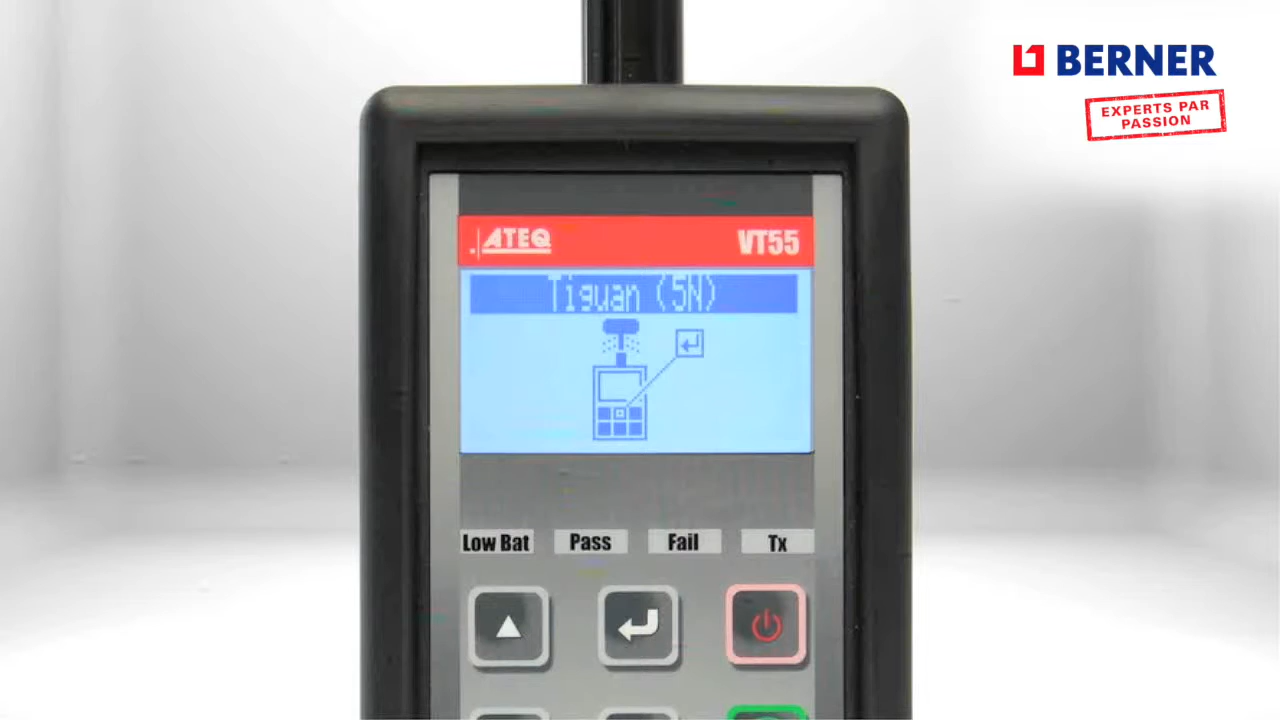 BERNER
EXPERTS PAR
PASSION
ATEQ
VT55
Tiguan (5N)
Low Bat
Pass
Fail
Tx